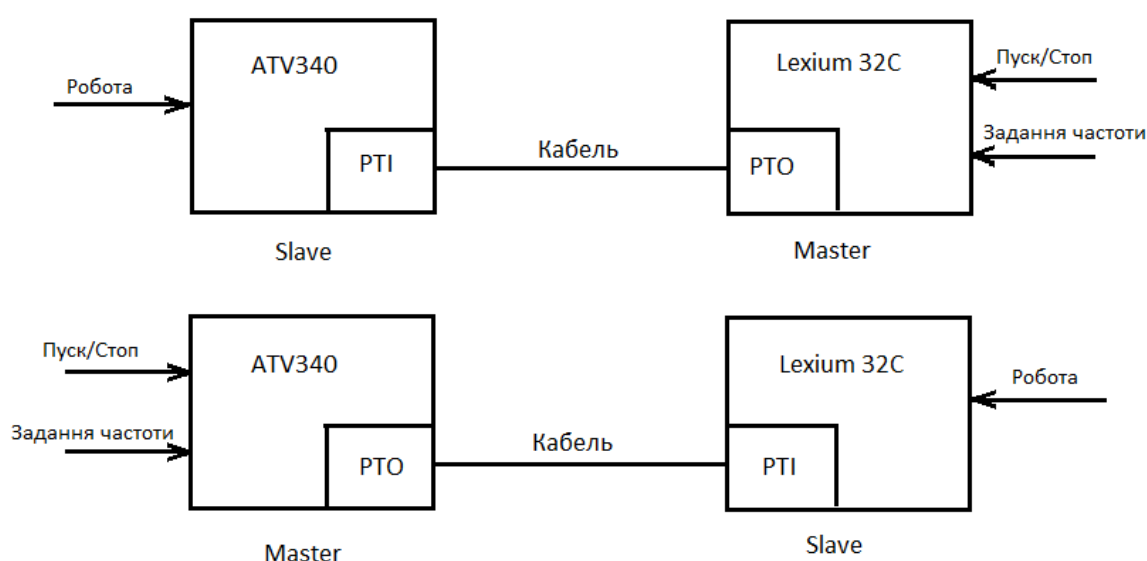 ATV340
Lexium 32C
Робота
Пуск/Стоп
Задання частоти
PTI
Кабель
PTO
Slave
Master
Пуск/Стоп
ATV340
Lexium 32C
Робота
Задання частоти
PTO
Кабель
PTI
Master
Slave